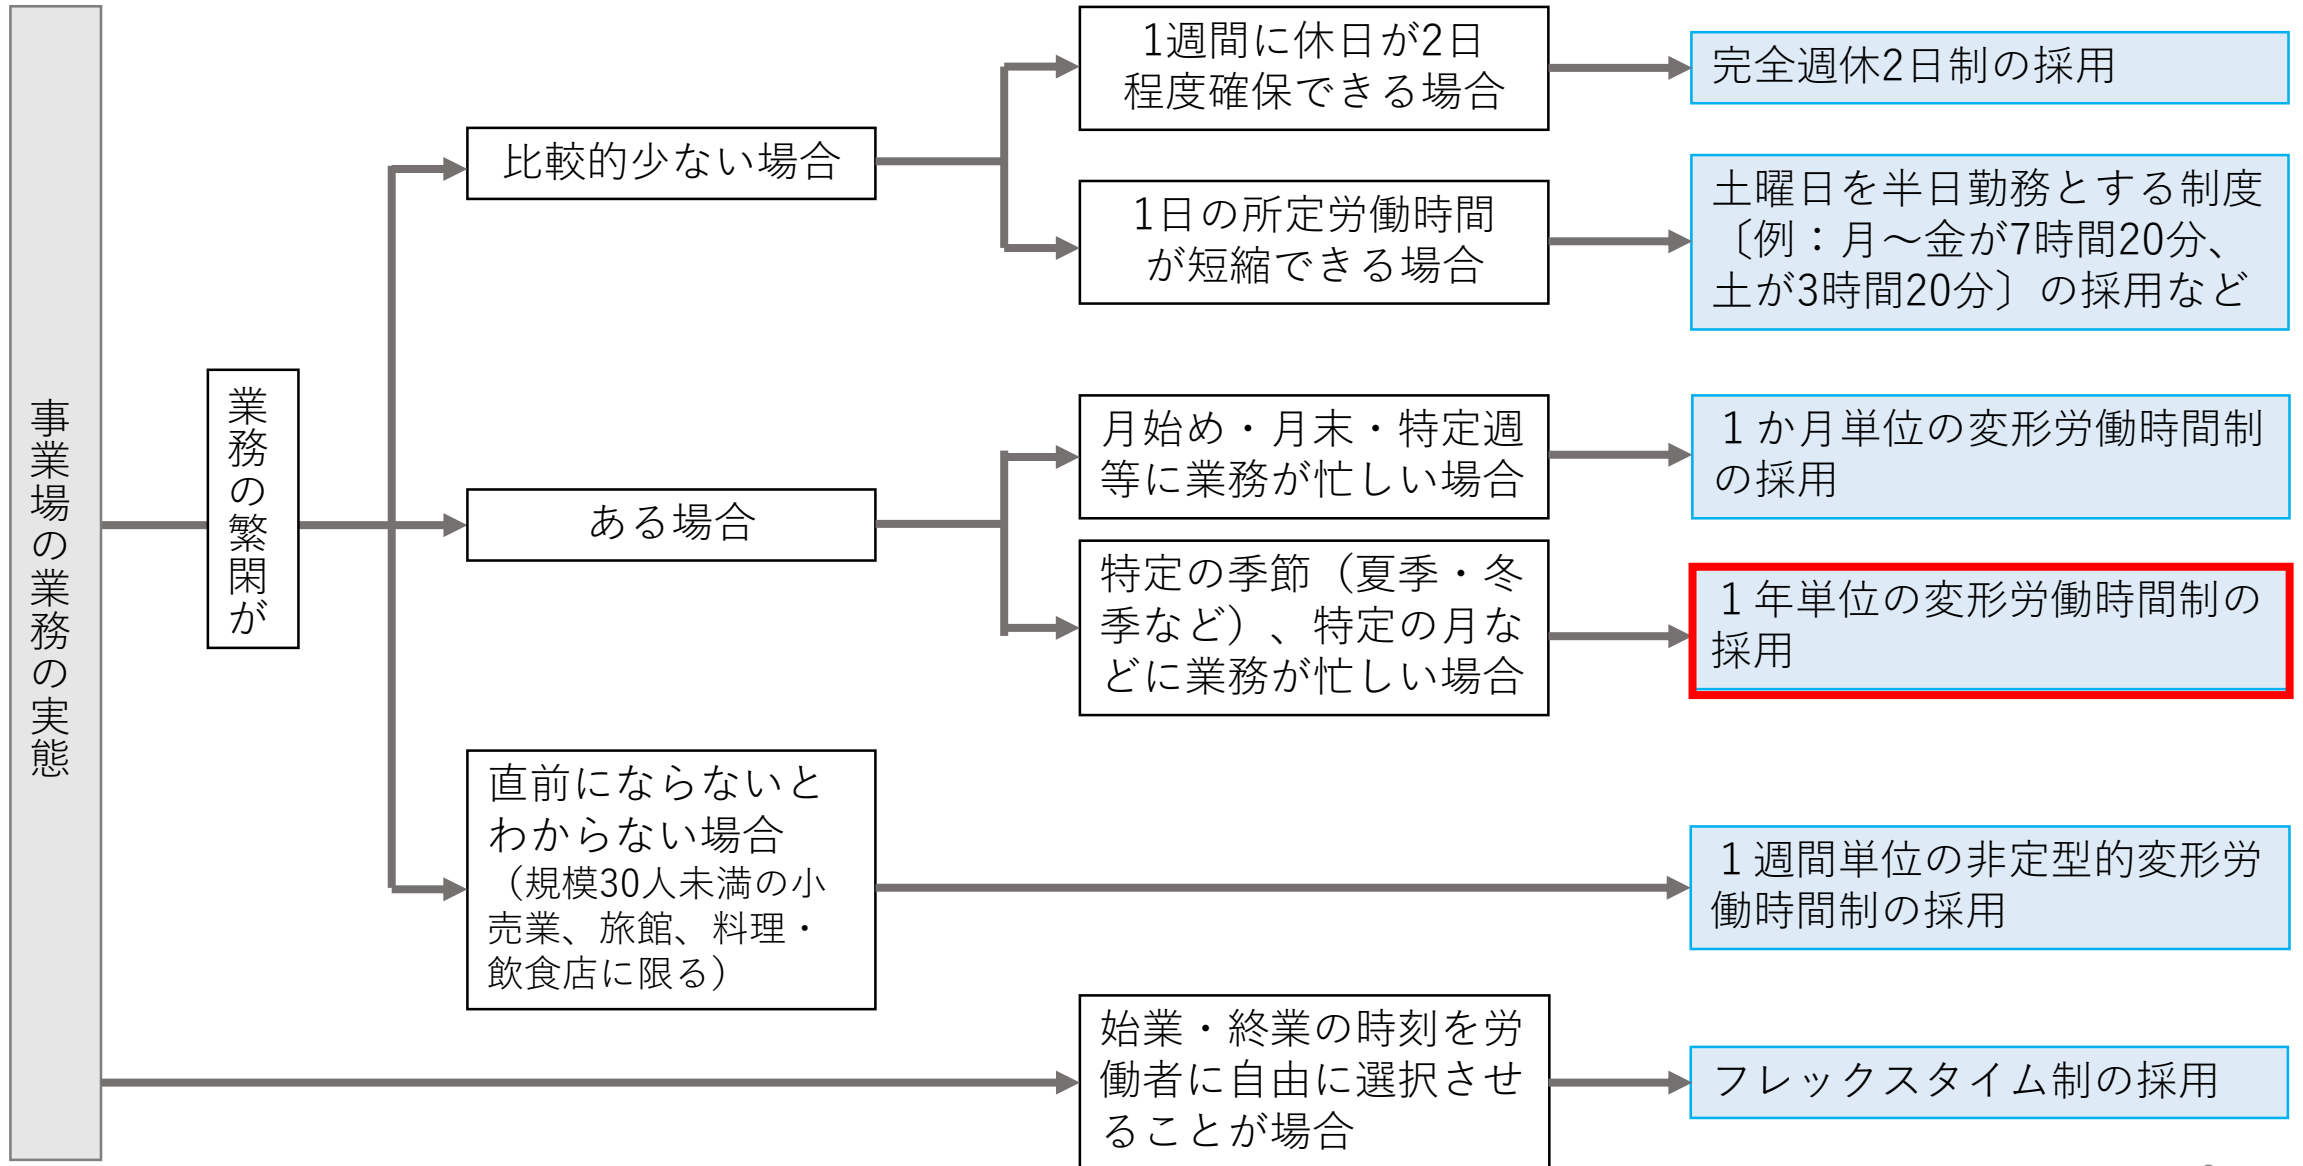 事業場の業務の実態
業務の繁閑が
比較的少ない場合
1週間に休日が2日
程度確保できる場合
完全週休2日制の採用
1日の所定労働時間
が短縮できる場合
土曜日を半日勤務とする制度
〔例：月～金が7時間20分、
土が3時間20分〕の採用など
ある場合
月始め・月末・特定週
等に業務が忙しい場合
１か月単位の変形労働時間制
の採用
特定の季節（夏季・冬
季など）、特定の月な
どに業務が忙しい場合
１年単位の変形労働時間制の
採用
直前にならないと
わからない場合
（規模30人未満の小
売業、旅館、料理・
飲食店に限る）
１週間単位の非定型的変形労
働時間制の採用
始業・終業の時刻を労
働者に自由に選択させ
ることが場合
フレックスタイム制の採用